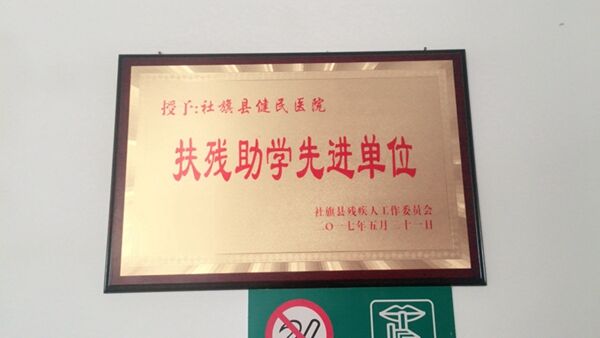 授予:社旗县健民医院
扶残助学先进单位
社旗县残疾人工作委员会
二〇一七年五月二十一日